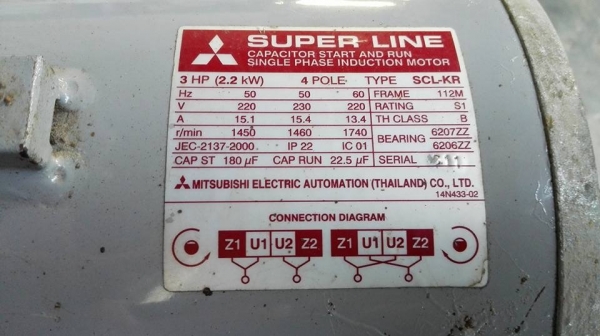 SUPER LINE
CAPACITOR START AND RUN
SINGLE PHASE INDUCTION MOTOR
3 HP (2.2 kW) 4 POLE TYPE SCL-KR
Hz 50 50 60 FRAME 112M
V 220 230 220 RATING S1
A 15.1 15.4 13.4 TH CLASS B
r/min 1450 1460 1740 BEARING 6207ZZ
JEC-2137-2000 IP 22 IC 01 6206ZZ
CAP ST 180 µF CAP RUN 22.5 µF SERIAL
MITSUBISHI ELECTRIC AUTOMATION (THAILAND) CO., LTD.
14N433-02
CONNECTION DIAGRAM
Z1 U1 U2 Z2 Z1 U1 U2 Z2